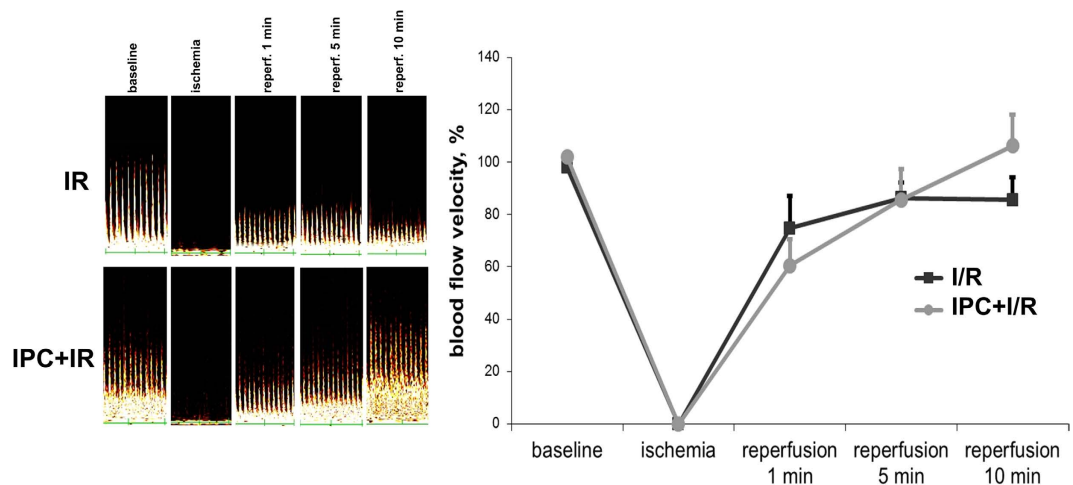 baseline
ischemia
reperf. 1 min
reperf. 5 min
reperf. 10 min
IR
IPC+IR
blood flow velocity, %
140
120
100
80
60
40
20
0
I/R
IPC+I/R
baseline
ischemia
reperfusion
1 min
reperfusion
5 min
reperfusion
10 min